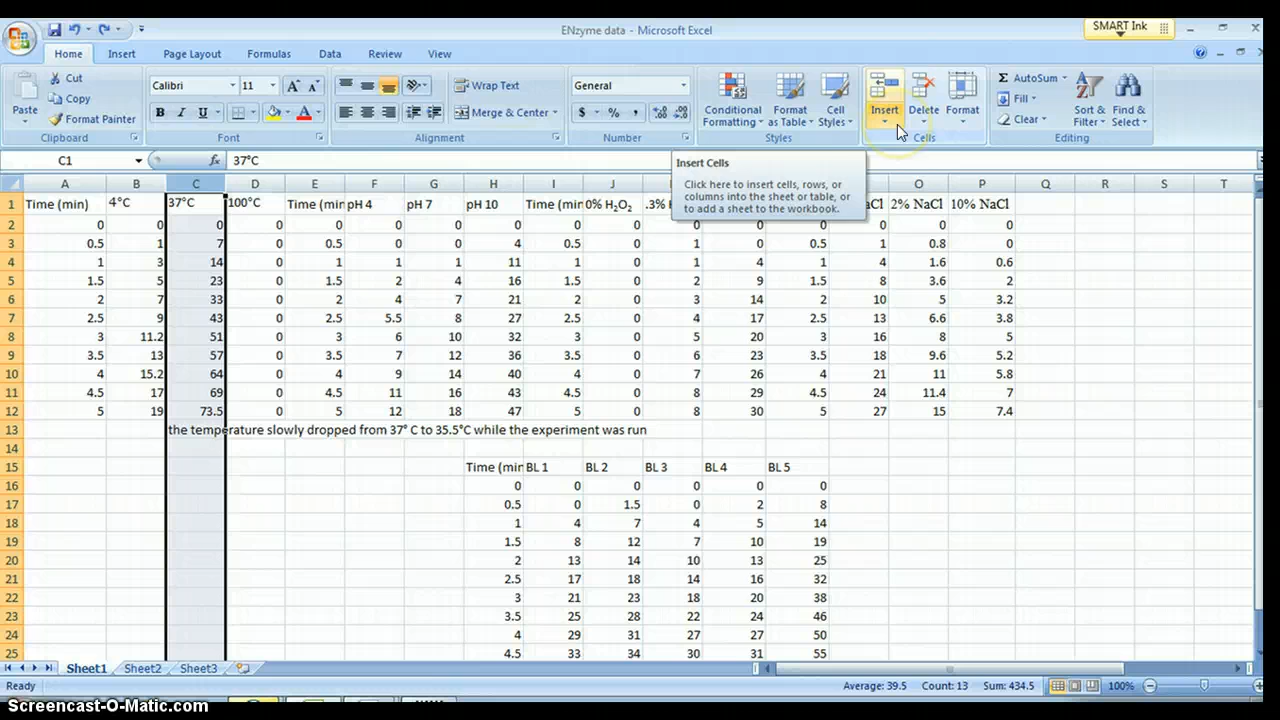 ENzyme data - Microsoft Excel
SMART Ink
Home Insert Page Layout Formulas Data Review View
Paste
Cut
Copy
Format Painter
Clipboard
Calibri 11
B I U
Font
Wrap Text
Merge & Center
Alignment
General
$ % ,
Number
Conditional Formatting
Format as Table
Cell Styles
Styles
Insert
Delete
Format
Cells
AutoSum
Fill
Clear
Sort & Filter
Find & Select
Editing
C1 fx 37°C
Insert Cells
Click here to insert cells, rows, or
columns into the sheet or table, or
to add a sheet to the workbook.
A B C D E F G H I J O P Q R S T
1 Time (min) 4°C 37°C 100°C Time (min pH 4 pH 7 pH 10 Time (min 0% H₂O₂ .3% 2% NaCl 10% NaCl
2 0 0 0 0 0 0 0 0 0 0 0 0 0 0 0 0
3 0.5 1 7 0 0.5 0 0 4 0.5 0 1 0 0.5 1 0.8 0
4 1 3 14 0 1 1 1 11 1 0 1 4 1 4 1.6 0.6
5 1.5 5 23 0 1.5 2 4 16 1.5 0 2 9 1.5 8 3.6 2
6 2 7 33 0 2 4 7 21 2 0 3 14 2 10 5 3.2
7 2.5 9 43 0 2.5 5.5 8 27 2.5 0 4 17 2.5 13 6.6 3.8
8 3 11.2 51 0 3 6 10 32 3 0 5 20 3 16 8 5
9 3.5 13 57 0 3.5 7 12 36 3.5 0 6 23 3.5 18 9.6 5.2
10 4 15.2 64 0 4 9 14 40 4 0 7 26 4 21 11 5.8
11 4.5 17 69 0 4.5 11 16 43 4.5 0 8 29 4.5 24 11.4 7
12 5 19 73.5 0 5 12 18 47 5 0 8 30 5 27 15 7.4
13 the temperature slowly dropped from 37° C to 35.5°C while the experiment was run
14
15 Time (min BL 1 BL 2 BL 3 BL 4 BL 5
16 0 0 0 0 0 0
17 0.5 0 1.5 0 2 8
18 1 4 7 4 5 14
19 1.5 8 12 7 10 19
20 2 13 14 10 13 25
21 2.5 17 18 14 16 32
22 3 21 23 18 20 38
23 3.5 25 28 22 24 46
24 4 29 31 27 27 50
25 4.5 33 34 30 31 55
Sheet1 Sheet2 Sheet3
Ready Average: 39.5 Count: 13 Sum: 434.5 100%
Screencast-O-Matic.com